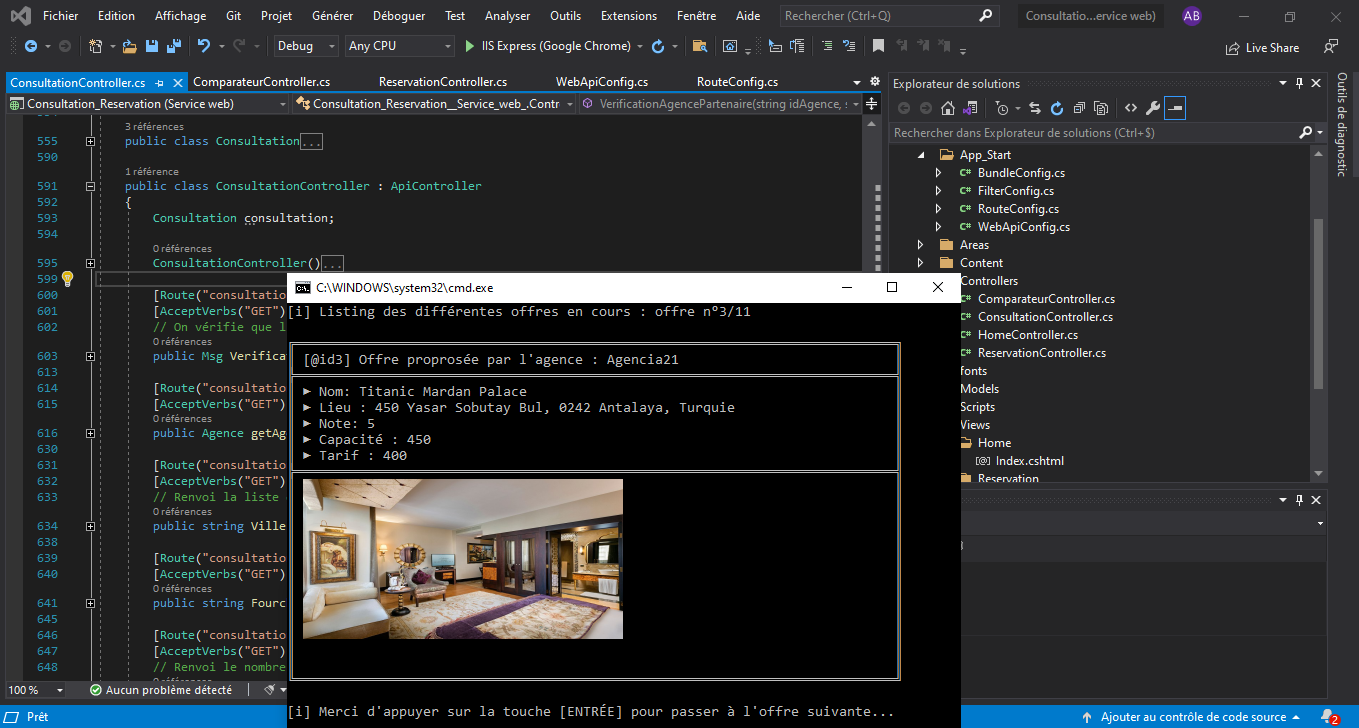 Fichier Edition Affichage Git Projet Générer Déboguer Test Analyser Outils Extensions Fenêtre Aide Rechercher (Ctrl+Q) Consultatio...ervice web) AB
Debug Any CPU IIS Express (Google Chrome) Live Share
ConsultationController.cs ComparateurController.cs ReservationController.cs WebApiConfig.cs RouteConfig.cs
Consultation_Reservation (Service web) Consultation_Reservation__Service_web_.Contr VerificationAgencePartenaire(string idAgence, s
3 références
555 public class Consultation...
590
1 référence
591 public class ConsultationController : ApiController
592 {
593 Consultation consultation;
594
0 références
595 ConsultationController()...
599
600 [Route("consultatio
601 [AcceptVerbs("GET")
602 // On vérifie que l
0 références
603 public Msg Verificat
613
614 [Route("consultatio
615 [AcceptVerbs("GET")
0 références
616 public Agence getAg
630
631 [Route("consultatio
632 [AcceptVerbs("GET")
633 // Renvoi la liste
0 références
634 public string Ville
638
639 [Route("consultatio
640 [AcceptVerbs("GET")
0 références
641 public string Fourc
645
646 [Route("consultatio
647 [AcceptVerbs("GET")
648 // Renvoi le nombre
0 références
100 % Aucun problème détecté
Prêt
C:\WINDOWS\system32\cmd.exe
[i] Listing des différentes offres en cours : offre n°3/11
[@id3] Offre proprosée par l'agence : Agencia21
► Nom: Titanic Mardan Palace
► Lieu : 450 Yasar Sobutay Bul, 0242 Antalaya, Turquie
► Note: 5
► Capacité : 450
► Tarif : 400
[i] Merci d'appuyer sur la touche [ENTRÉE] pour passer à l'offre suivante...
Explorateur de solutions
Rechercher dans Explorateur de solutions (Ctrl+$)
App_Start
C# BundleConfig.cs
C# FilterConfig.cs
C# RouteConfig.cs
C# WebApiConfig.cs
Areas
Content
Controllers
C# ComparateurController.cs
C# ConsultationController.cs
C# HomeController.cs
C# ReservationController.cs
fonts
Models
Scripts
Views
Home
[@] Index.cshtml
Reservation
Outils de diagnostic
Ajouter au contrôle de code source
2